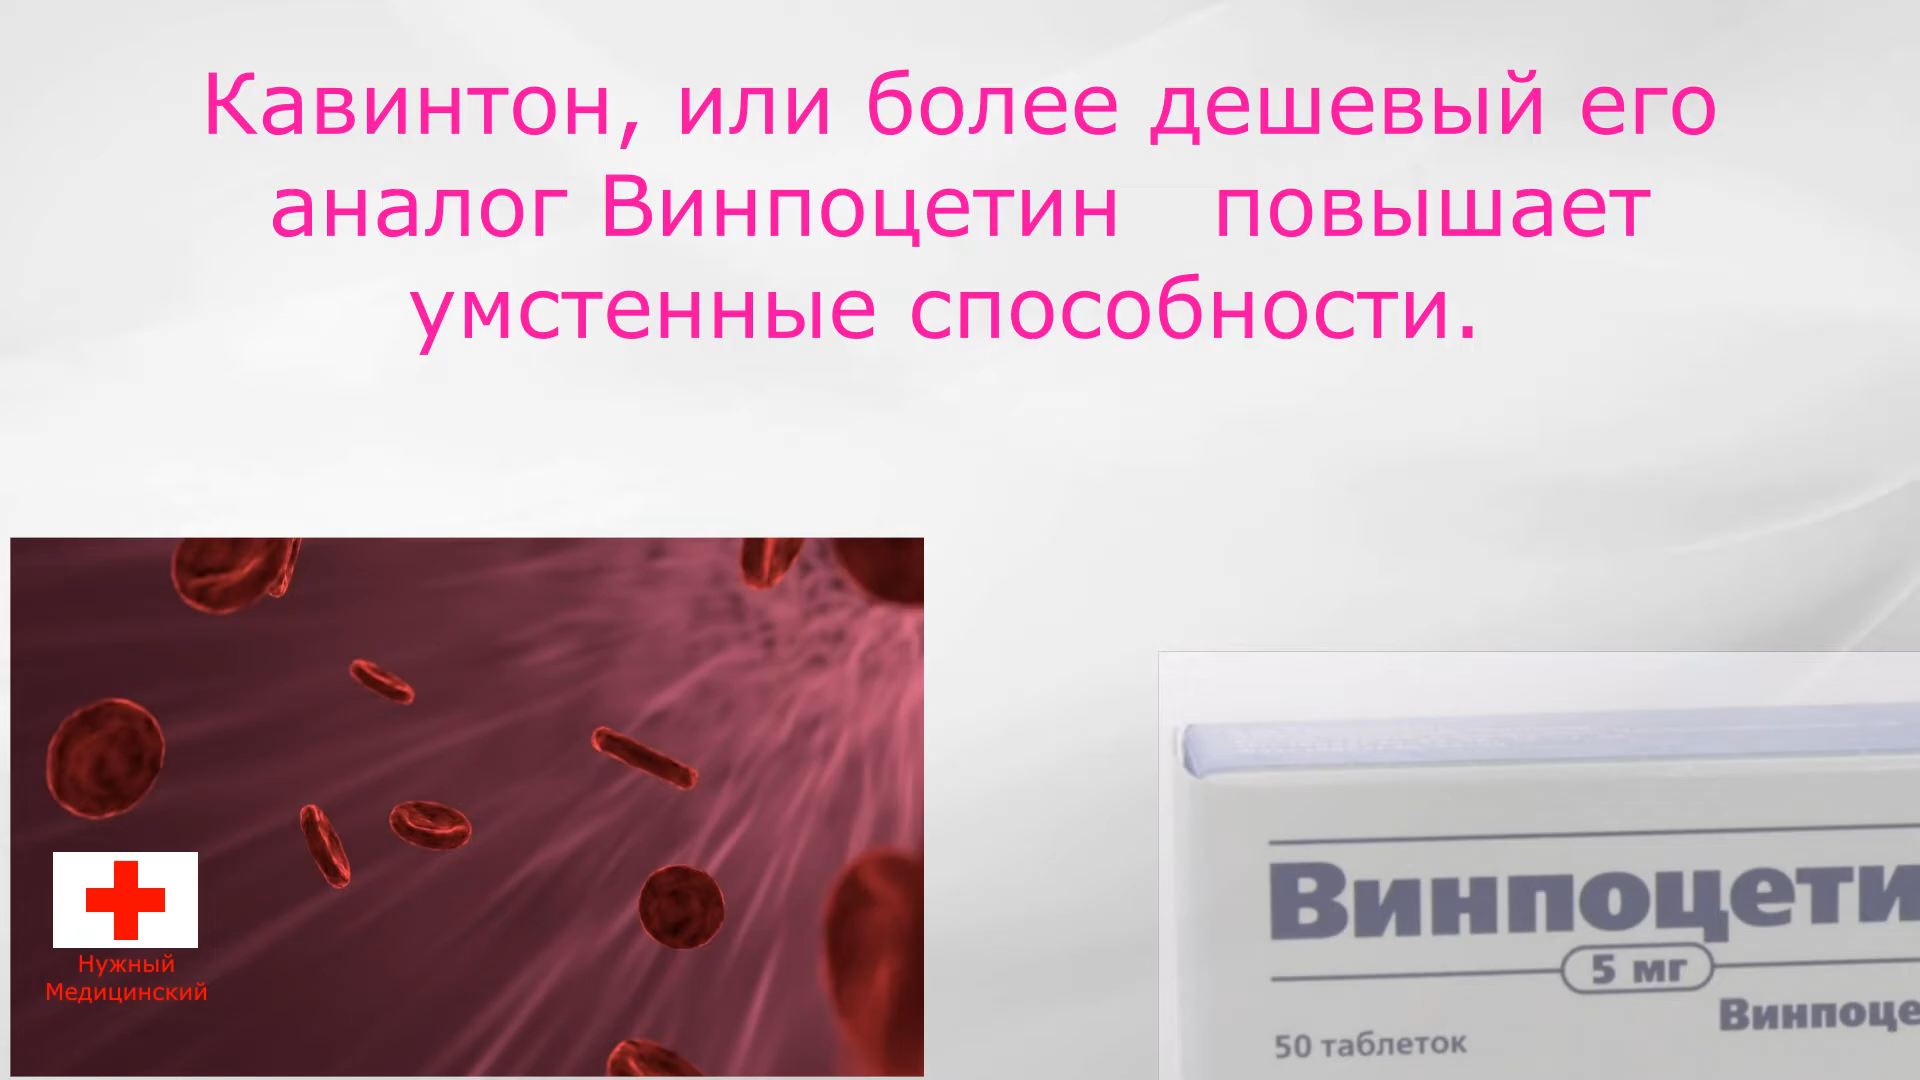 Кавинтон, или более дешевый его
аналог Винпоцетин повышает
умстенные способности.
Нужный
Медицинский
Винпоцети
5 мг
Винпоце
50 таблеток